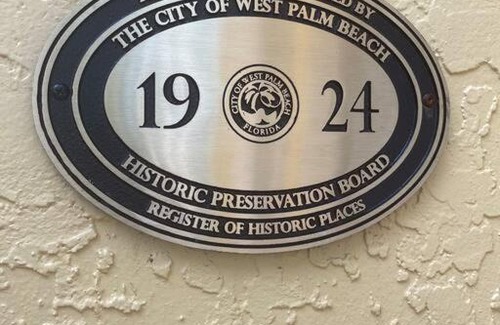 BY
THE CITY OF WEST PALM BEACH
19 24
CITY OF WEST PALM BEACH
FLORIDA
HISTORIC PRESERVATION BOARD
REGISTER OF HISTORIC PLACES